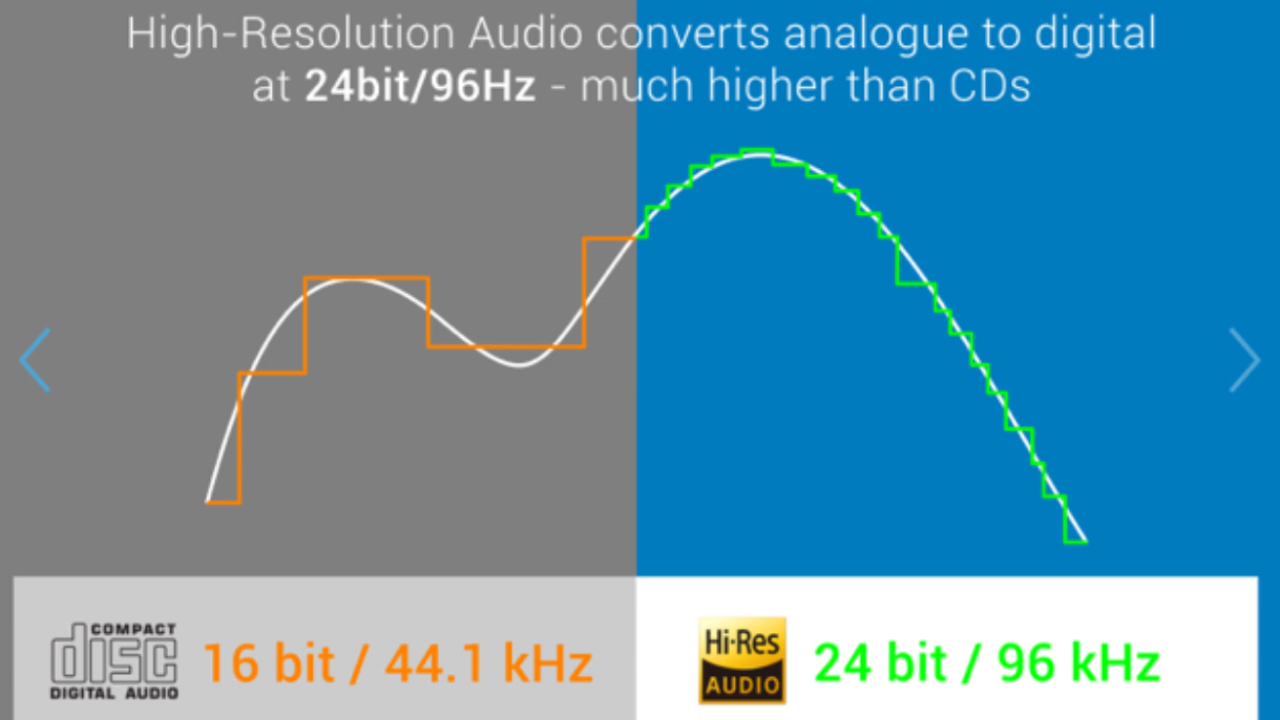 High-Resolution Audio converts analogue to digital
at 24bit/96Hz - much higher than CDs
COMPACT
disc
DIGITAL AUDIO
16 bit / 44.1 kHz
Hi-Res
AUDIO
24 bit / 96 kHz